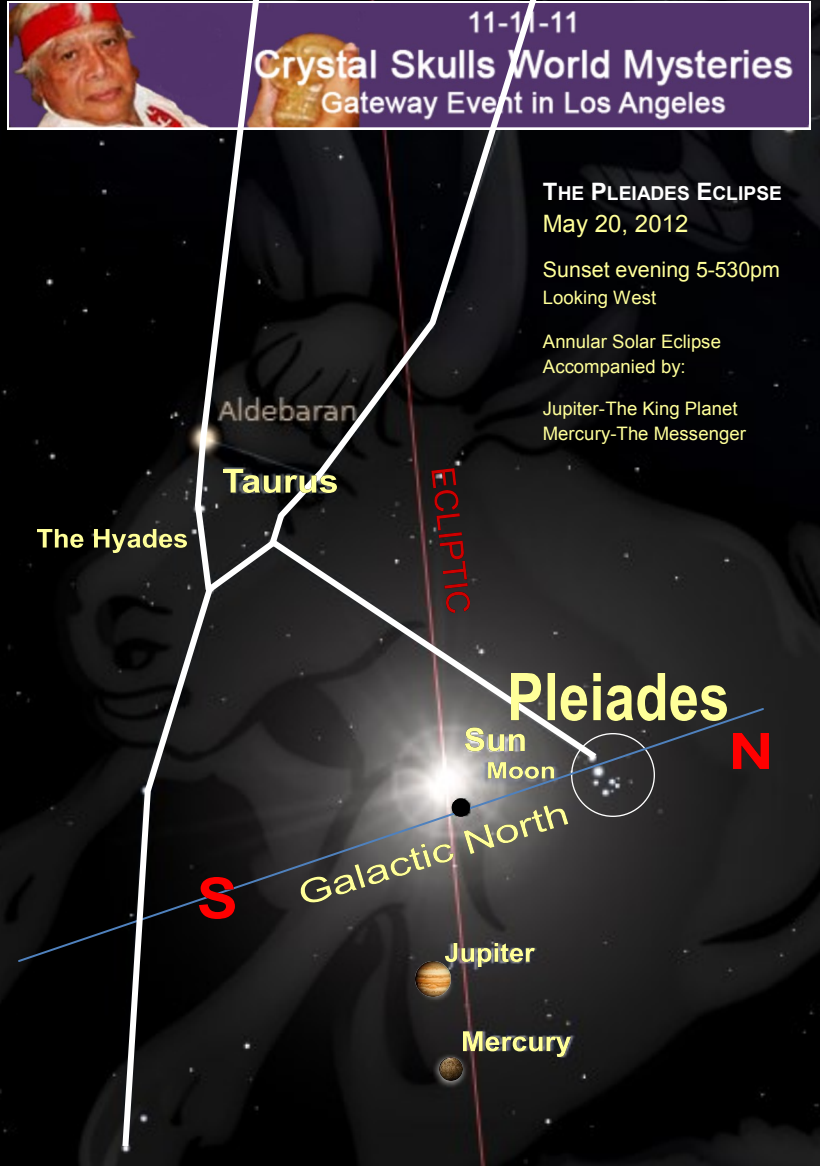 11-11-11
Crystal Skulls World Mysteries
Gateway Event in Los Angeles
THE PLEIADES ECLIPSE
May 20, 2012
Sunset evening 5-530pm
Looking West
Annular Solar Eclipse
Accompanied by:
Jupiter-The King Planet
Mercury-The Messenger
Aldebaran
Taurus
ECLIPTIC
The Hyades
Pleiades
Sun
Moon
N
Galactic North
S
Jupiter
Mercury